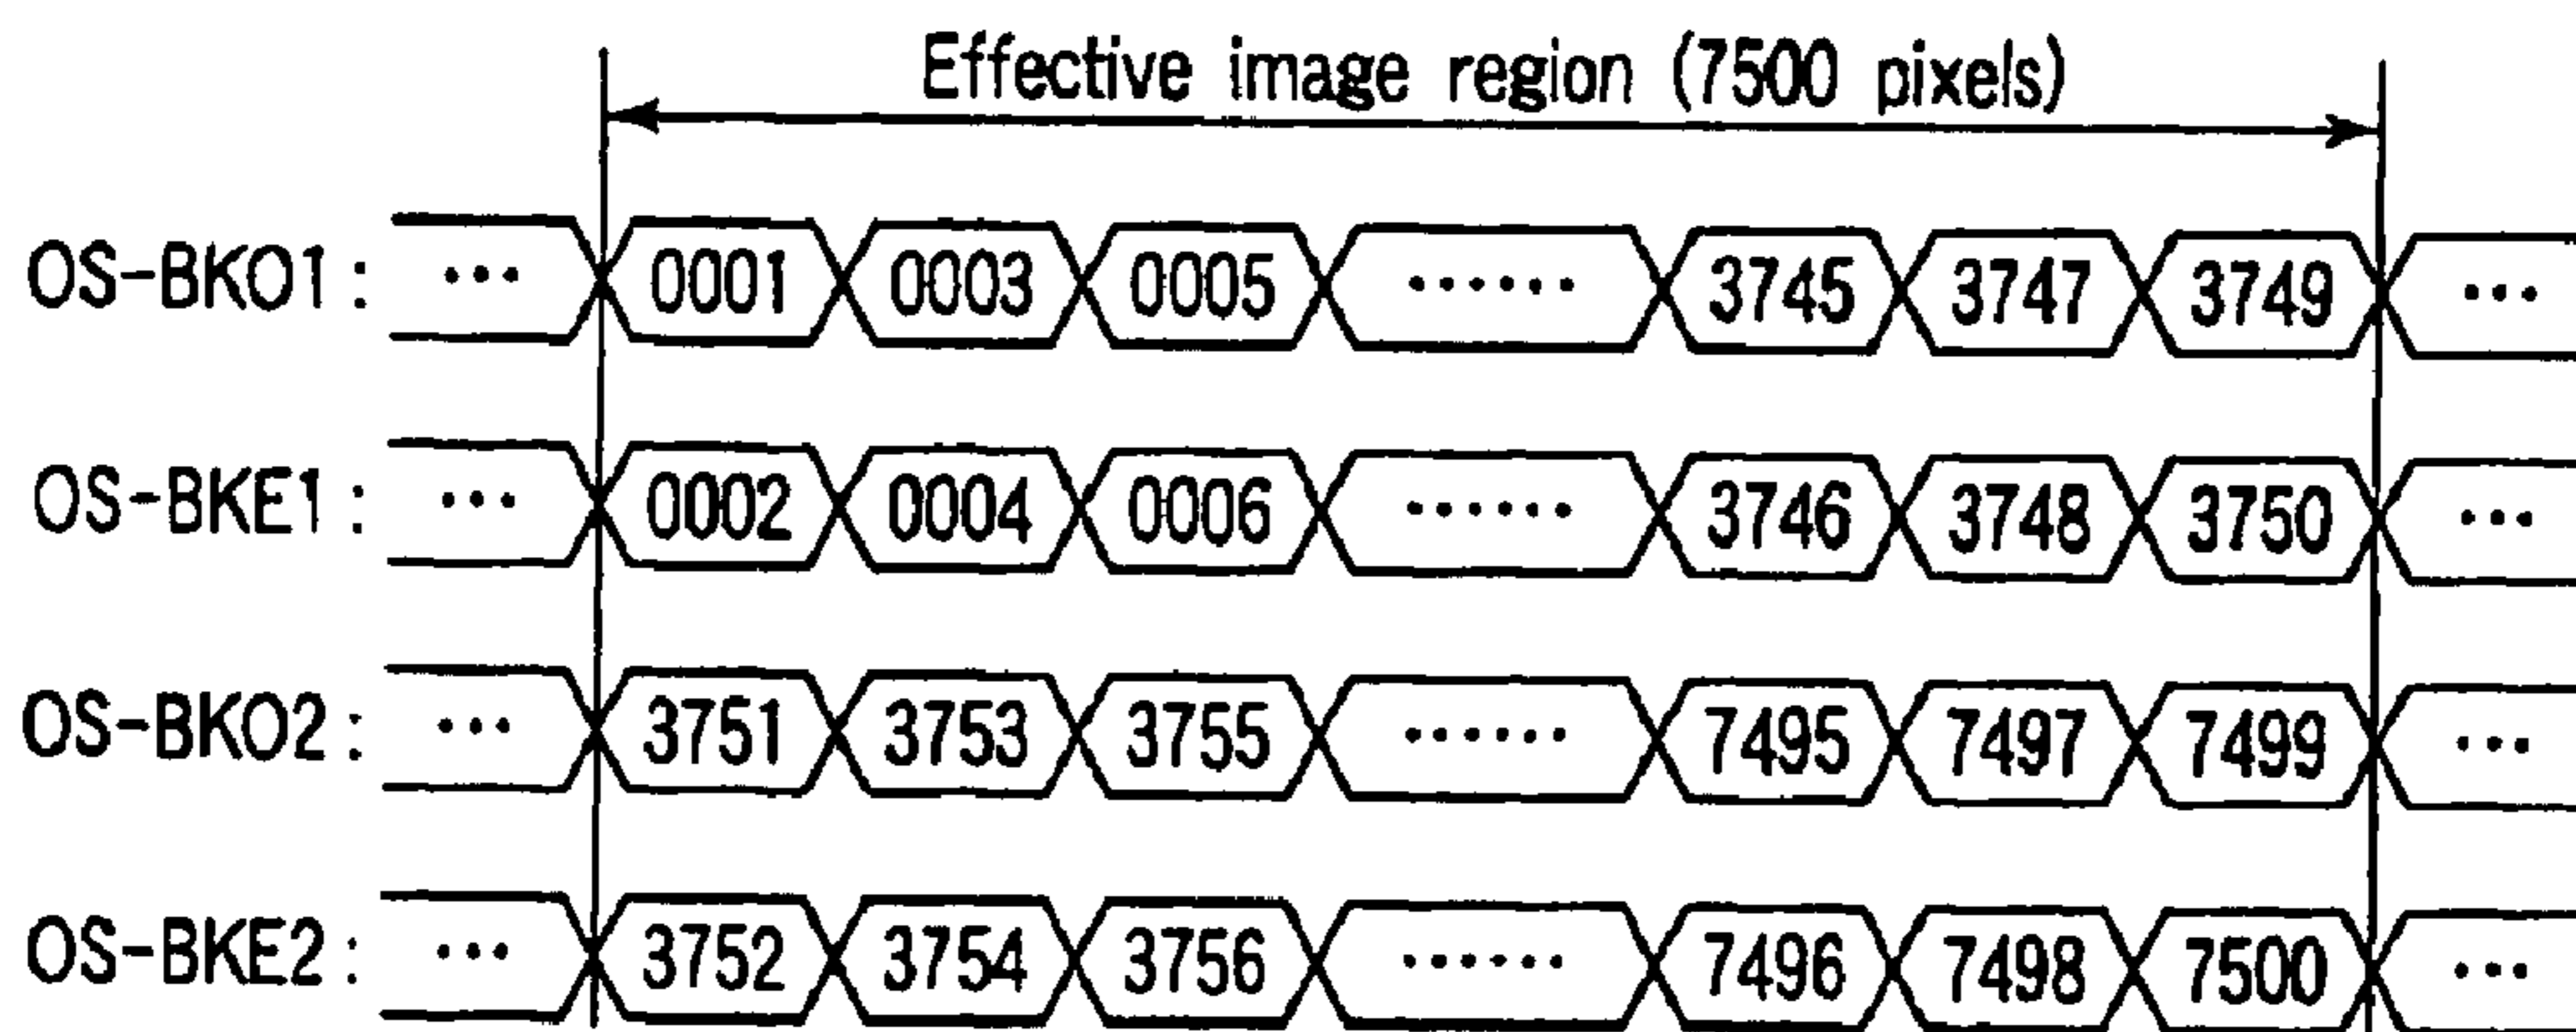 Effective image region (7500 pixels)
OS-BKO1: ... 0001 0003 0005 ...... 3745 3747 3749 ...
OS-BKE1: ... 0002 0004 0006 ...... 3746 3748 3750 ...
OS-BKO2: ... 3751 3753 3755 ...... 7495 7497 7499 ...
OS-BKE2: ... 3752 3754 3756 ...... 7496 7498 7500 ...